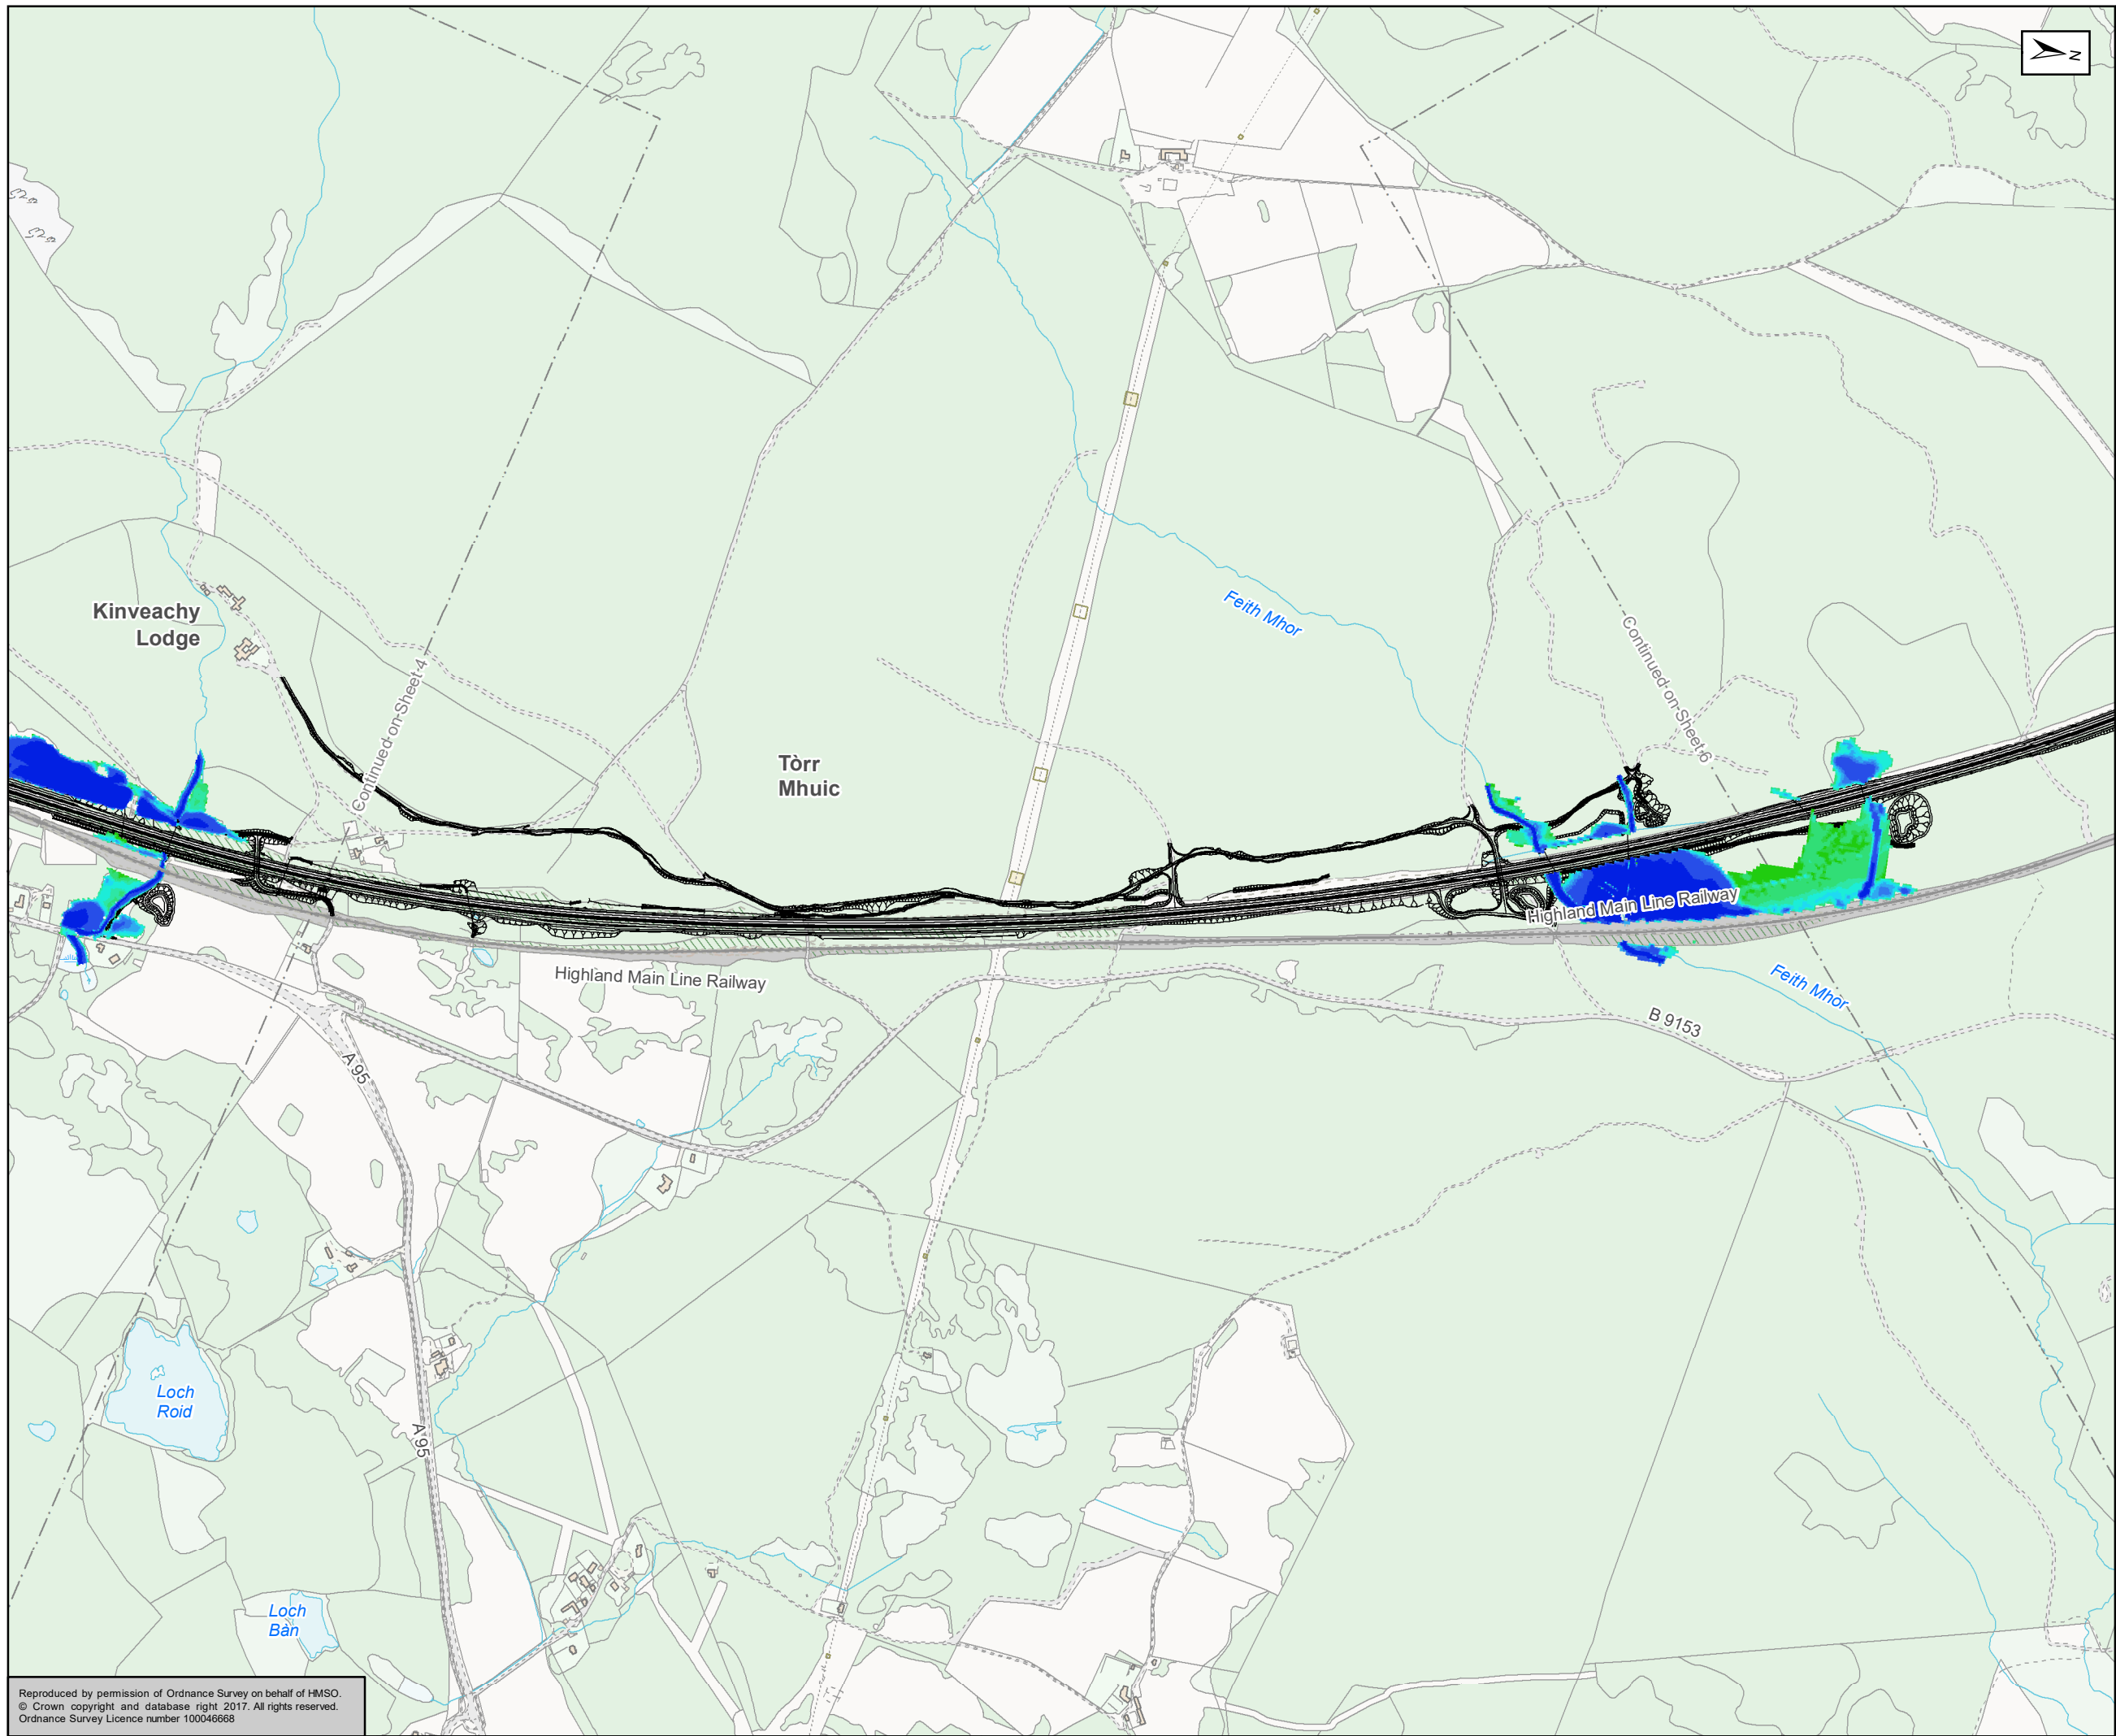 N
Kinveachy
Lodge
Continued on Sheet 4
Feith Mhor
Continued on Sheet 6
Tòrr
Mhuic
Highland Main Line Railway
Highland Main Line Railway
Feith Mhor
B 9153
A 95
Loch
Roid
A 95
Loch
Bàn
Reproduced by permission of Ordnance Survey on behalf of HMSO.
© Crown copyright and database right 2017. All rights reserved.
Ordnance Survey Licence number 100046668